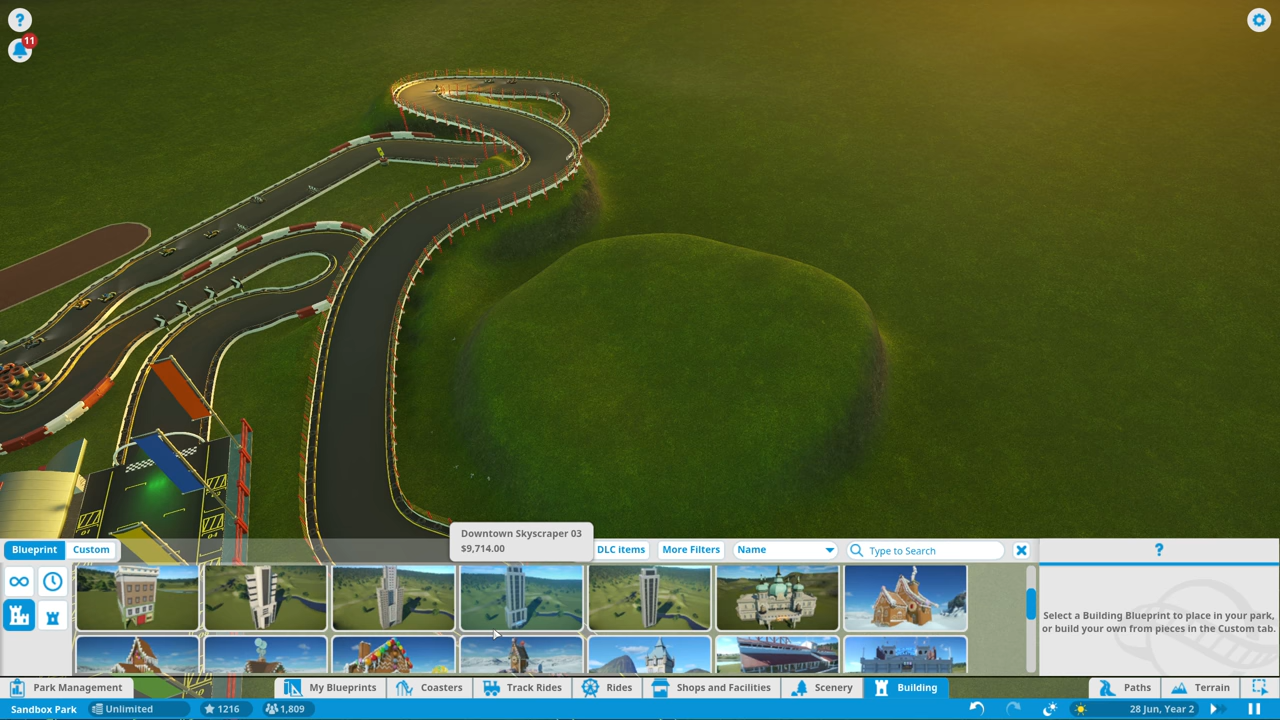 ?
11
Downtown Skyscraper 03
$9,714.00
Blueprint
Custom
DLC items
More Filters
Name
Type to Search
?
Select a Building Blueprint to place in your park,
or build your own from pieces in the Custom tab.
Park Management
My Blueprints
Coasters
Track Rides
Rides
Shops and Facilities
Scenery
Building
Paths
Terrain
Sandbox Park
Unlimited
1216
1,809
28 Jun, Year 2